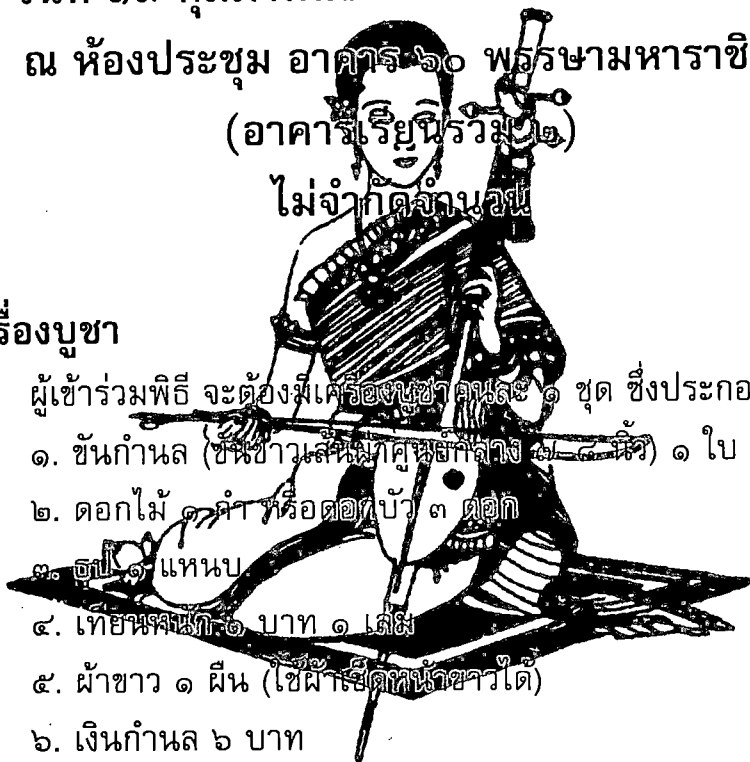 ณ ห้องประชุม อาคาร ๖๐ พรรษามหาราชิ
(อาคารเรียนรวม ๒)
ไม่จำกัดจำนวน
รื่องบูชา
ผู้เข้าร่วมพิธี จะต้องมีเครื่องบูชาคนละ ๑ ชุด ซึ่งประกอ
๑. ขันกำนล (ขันขาวเส้นผ่าศูนย์กลาง ๗-๘ นิ้ว) ๑ ใบ
๒. ดอกไม้ ๑ กำ หรือดอกบัว ๓ ดอก
๓. ธูป ๑ แหนบ
๔. เทียนหนัก ๑ บาท ๑ เล่ม
๕. ผ้าขาว ๑ ผืน (ใช้ผ้าเช็ดหน้าขาวได้)
๖. เงินกำนล ๖ บาท